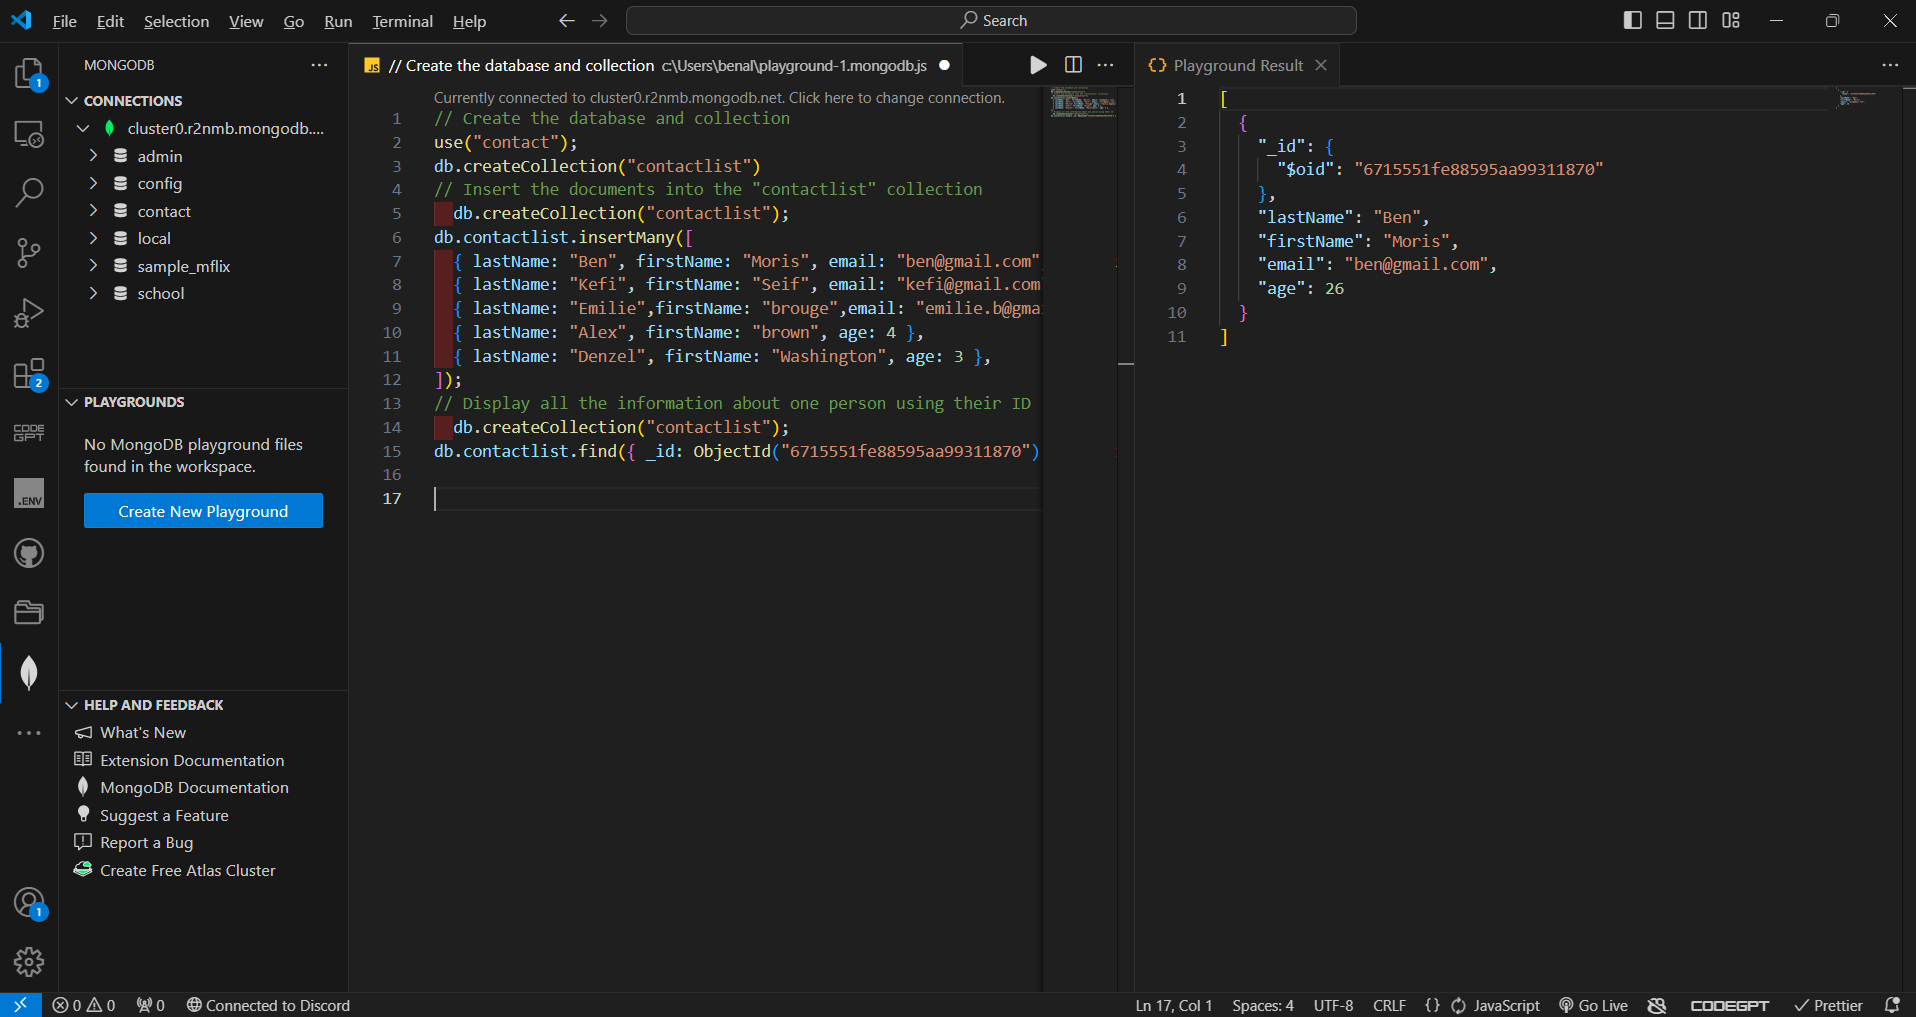 File Edit Selection View Go Run Terminal Help
Search
MONGODB
CONNECTIONS
cluster0.r2nmb.mongodb....
admin
config
contact
local
sample_mflix
school
PLAYGROUNDS
No MongoDB playground files
found in the workspace.
Create New Playground
HELP AND FEEDBACK
What's New
Extension Documentation
MongoDB Documentation
Suggest a Feature
Report a Bug
Create Free Atlas Cluster
1
2
CODE
GPT
.ENV
1
JS // Create the database and collection c:\Users\benal\playground-1.mongodb.js
Currently connected to cluster0.r2nmb.mongodb.net. Click here to change connection.
1 // Create the database and collection
2 use("contact");
3 db.createCollection("contactlist")
4 // Insert the documents into the "contactlist" collection
5 db.createCollection("contactlist");
6 db.contactlist.insertMany([
7 { lastName: "Ben", firstName: "Moris", email: "ben@gmail.com"
8 { lastName: "Kefi", firstName: "Seif", email: "kefi@gmail.com
9 { lastName: "Emilie",firstName: "brouge",email: "emilie.b@gma
10 { lastName: "Alex", firstName: "brown", age: 4 },
11 { lastName: "Denzel", firstName: "Washington", age: 3 },
12 ]);
13 // Display all the information about one person using their ID
14 db.createCollection("contactlist");
15 db.contactlist.find({ _id: ObjectId("6715551fe88595aa99311870")
16
17
{} Playground Result
1 [
2 {
3 "_id": {
4 "$oid": "6715551fe88595aa99311870"
5 },
6 "lastName": "Ben",
7 "firstName": "Moris",
8 "email": "ben@gmail.com",
9 "age": 26
10 }
11 ]
0 0 0 Connected to Discord
Ln 17, Col 1 Spaces: 4 UTF-8 CRLF {} JavaScript Go Live CODEGPT Prettier